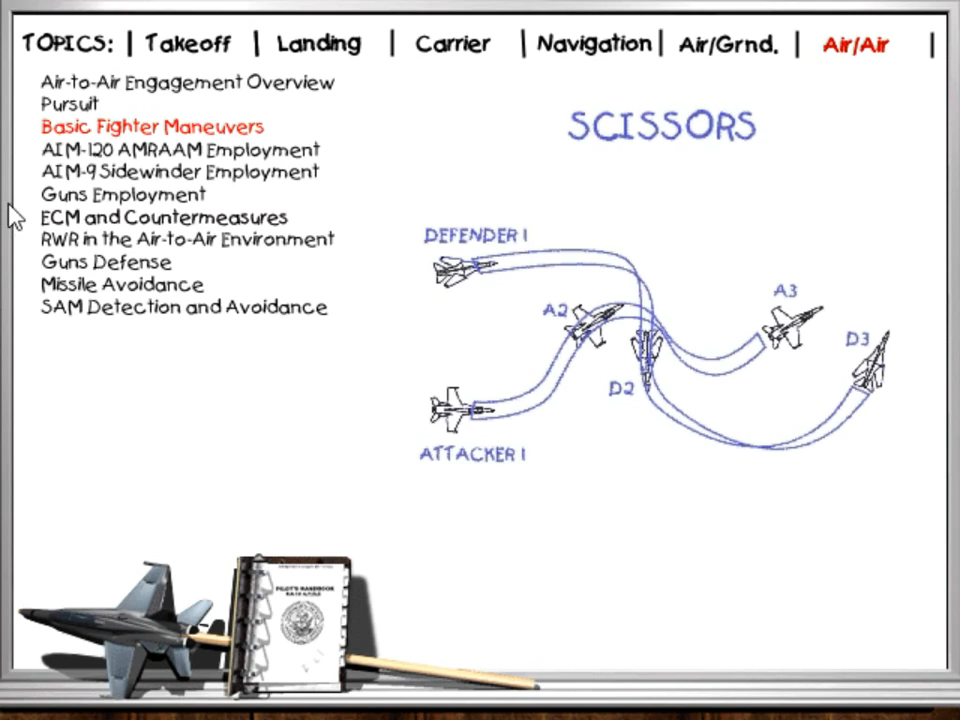 TOPICS: | Takeoff | Landing | Carrier | Navigation | Air/Grnd. | Air/Air |
Air-to-Air Engagement Overview
Pursuit
Basic Fighter Maneuvers
AIM-120 AMRAAM Employment
AIM-9 Sidewinder Employment
Guns Employment
ECM and Countermeasures
RWR in the Air-to-Air Environment
Guns Defense
Missile Avoidance
SAM Detection and Avoidance
SCISSORS
DEFENDER 1
A2
A3
D3
D2
ATTACKER 1
PILOT'S HANDBOOK